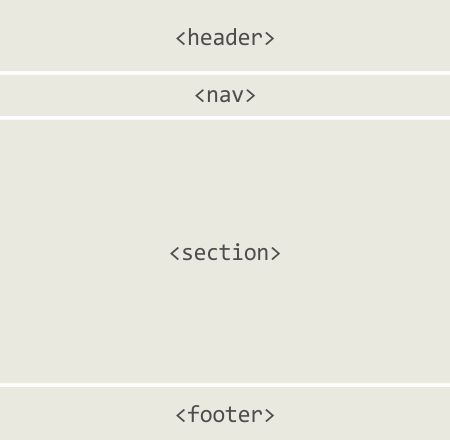 <header>
<nav>
<section>
<footer>